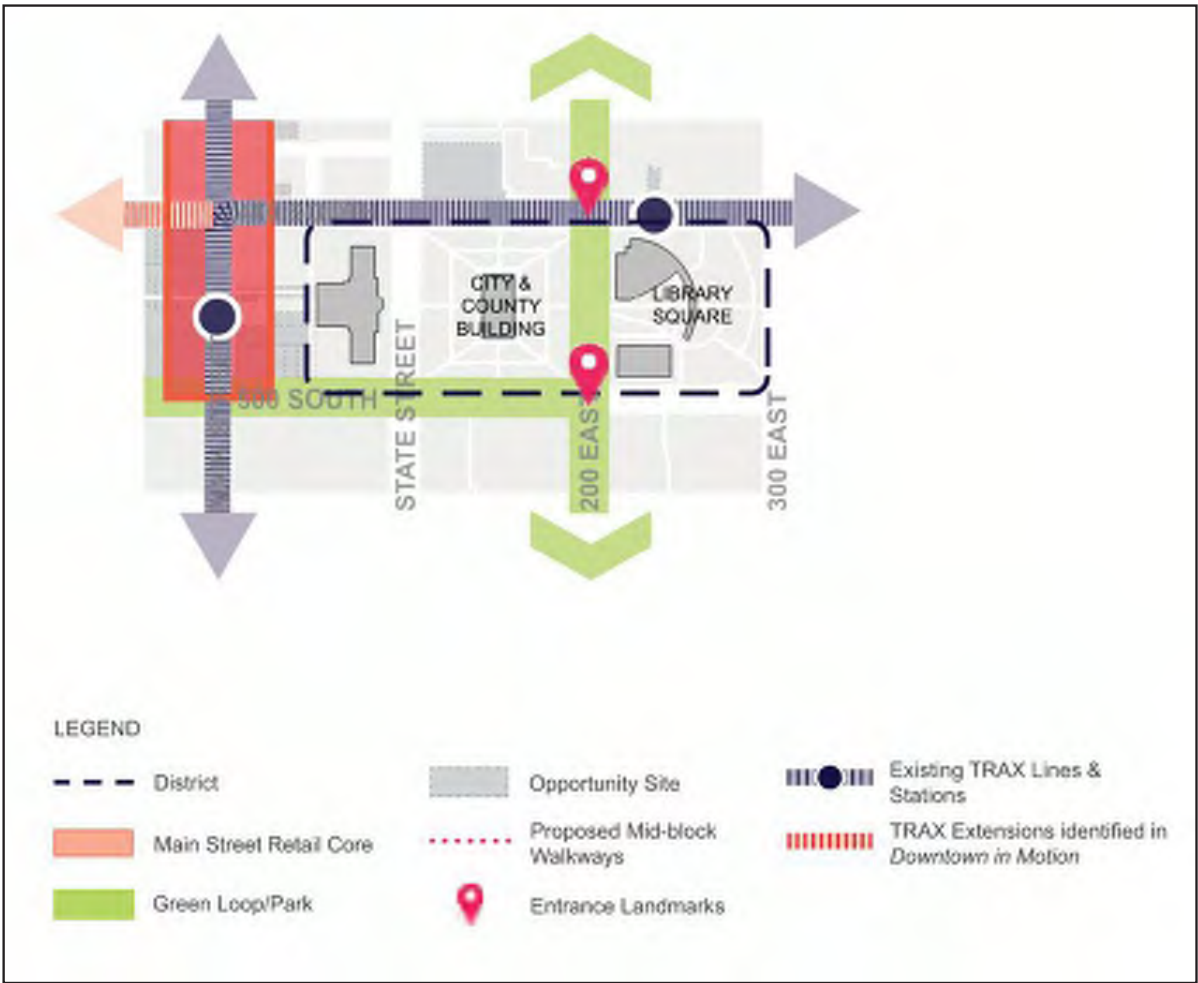 CITY &
COUNTY
BUILDING
LIBRARY
SQUARE
500 SOUTH
STATE STREET
200 EAST
300 EAST
LEGEND
District
Main Street Retail Core
Green Loop/Park
Opportunity Site
Proposed Mid-block
Walkways
Entrance Landmarks
Existing TRAX Lines &
Stations
TRAX Extensions identified in
Downtown in Motion